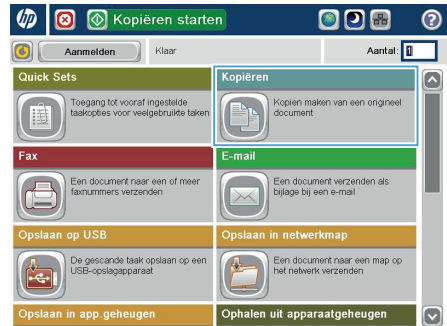 hp
Kopiëren starten
?
Anmelden
Klaar
Aantal: 1
Quick Sets
Toegang tot vooraf ingestelde
taakopties voor veelgebruikte taken
Kopiëren
Kopien maken van een origineel
document
Fax
Een document naar een of meer
faxnummers verzenden
E-mail
Een document verzenden als
bijlage bij een e-mail
Opslaan op USB
De gescande taak opslaan op een
USB-opslagapparaat
Opslaan in netwerkmap
Een document naar een map op
het netwerk verzenden
Opslaan in app.geheugen
Ophalen uit apparaatgeheugen